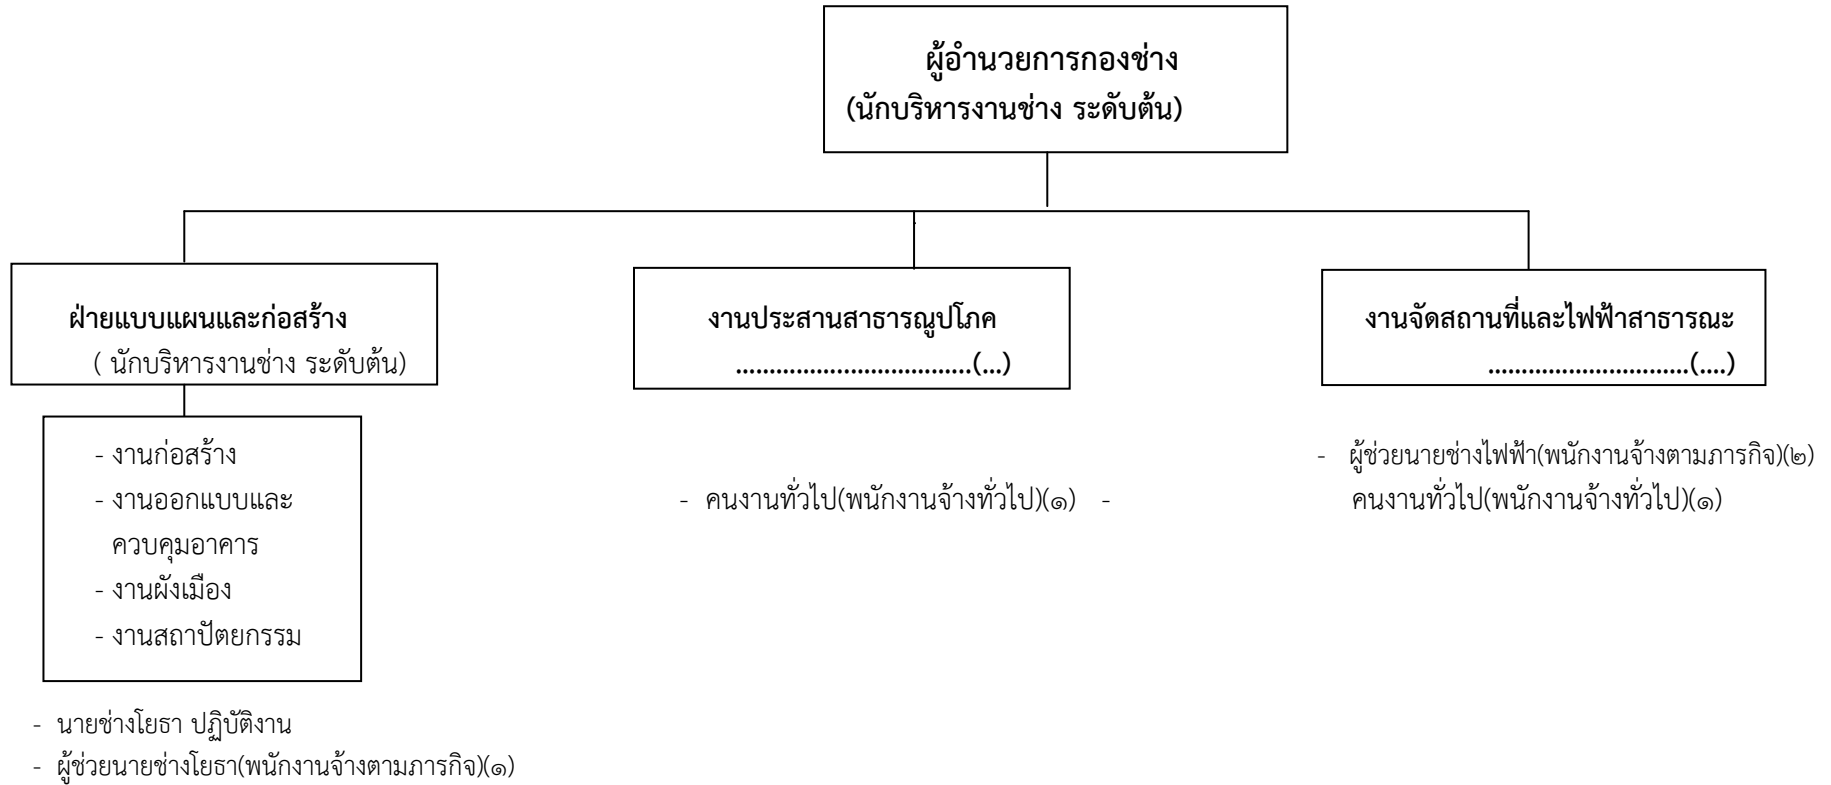 ผู้อำนวยการกองช่าง
(นักบริหารงานช่าง ระดับต้น)
ฝ่ายแบบแผนและก่อสร้าง
( นักบริหารงานช่าง ระดับต้น)
งานประสานสาธารณูปโภค
...................................(...)
งานจัดสถานที่และไฟฟ้าสาธารณะ
..............................(....)
- งานก่อสร้าง
- งานออกแบบและ
ควบคุมอาคาร
- งานผังเมือง
- งานสถาปัตยกรรม
- นายช่างโยธา ปฏิบัติงาน
- ผู้ช่วยนายช่างโยธา(พนักงานจ้างตามภารกิจ)(๑)
- คนงานทั่วไป(พนักงานจ้างทั่วไป)(๑) -
- ผู้ช่วยนายช่างไฟฟ้า(พนักงานจ้างตามภารกิจ)(๒)
คนงานทั่วไป(พนักงานจ้างทั่วไป)(๑)